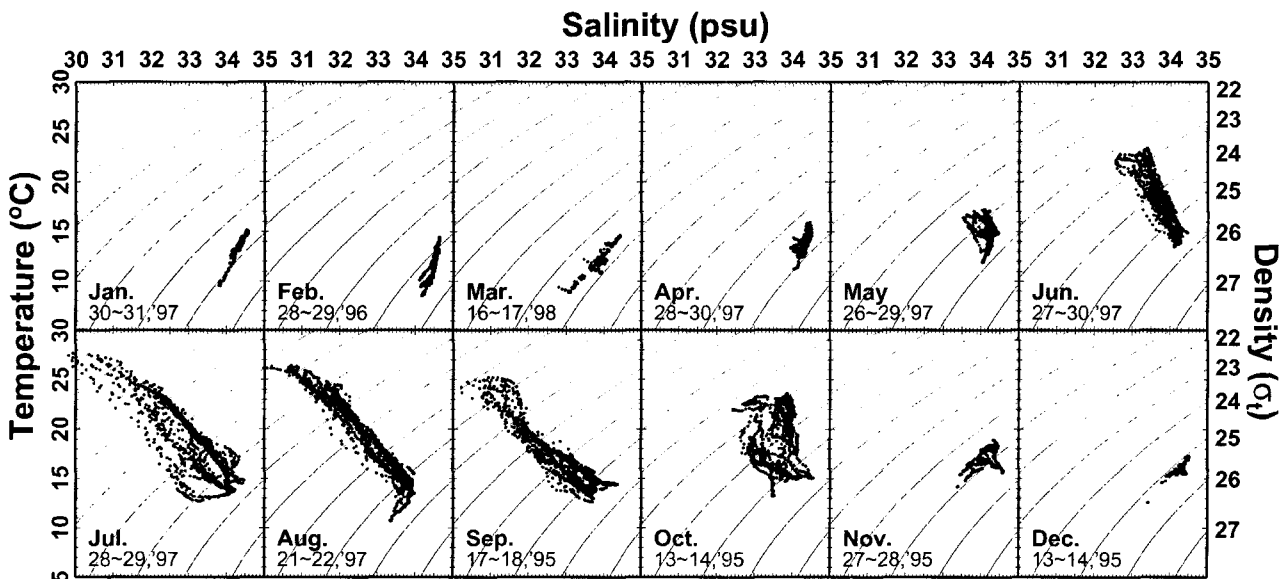 Salinity (psu)
30 31 32 33 34 35 31 32 33 34 35 31 32 33 34 35 31 32 33 34 35 31 32 33 34 35 31 32 33 34 35
Temperature (°C)
30
25
20
15
10
30
25
20
15
10
5
Jan.
30~31,'97
Feb.
28~29,'96
Mar.
16~17,'98
Apr.
28~30,'97
May
26~29,'97
Jun.
27~30,'97
Jul.
28~29,'97
Aug.
21~22,'97
Sep.
17~18,'95
Oct.
13~14,'95
Nov.
27~28,'95
Dec.
13~14,'95
22
23
24
25
26
27
22
23
24
25
26
27
Density (σt)